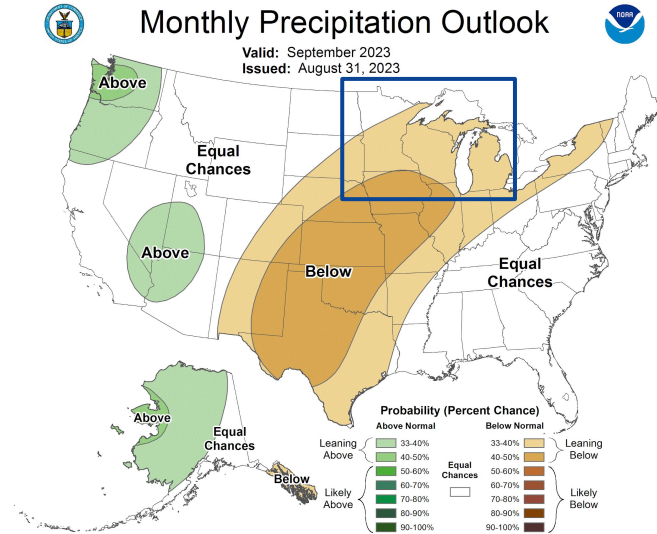 Monthly Precipitation Outlook
NOAA
Valid: September 2023
Issued: August 31, 2023
Above
Equal
Chances
Above
Below
Equal
Chances
Above
Equal
Chances
Below
Probability (Percent Chance)
Above Normal
Below Normal
Leaning
Above
33-40%
40-50%
50-60%
60-70%
70-80%
80-90%
90-100%
Likely
Above
Equal
Chances
33-40%
40-50%
50-60%
60-70%
70-80%
80-90%
90-100%
Leaning
Below
Likely
Below